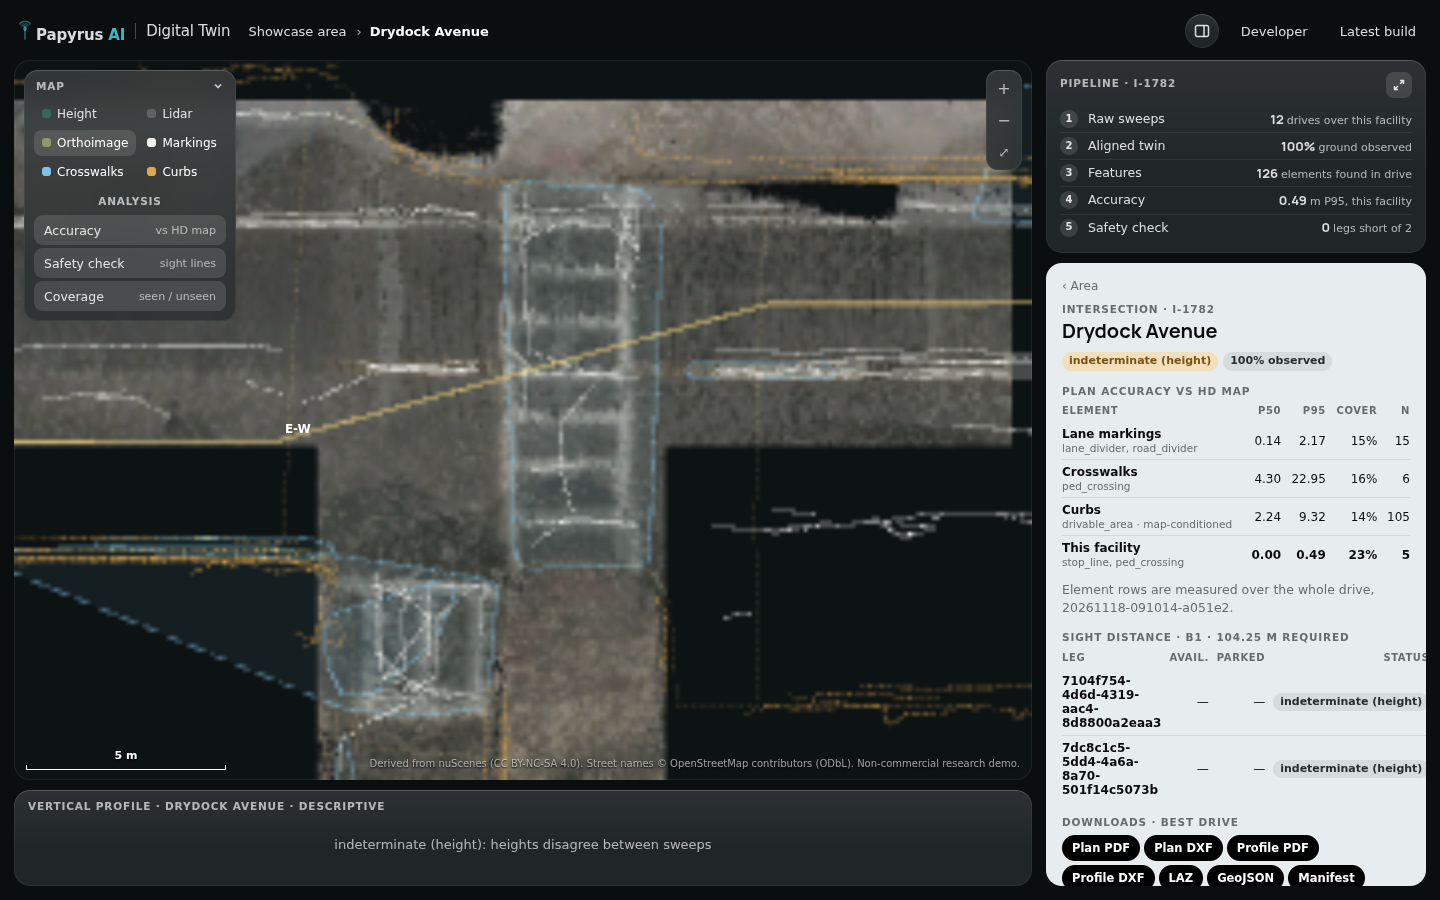 Papyrus AI
Digital Twin
Showcase area › Drydock Avenue
Developer
Latest build
MAP
Height
Lidar
Orthoimage
Markings
Crosswalks
Curbs
ANALYSIS
Accuracy vs HD map
Safety check sight lines
Coverage seen / unseen
+
−
E-W
5 m
Derived from nuScenes (CC BY-NC-SA 4.0). Street names © OpenStreetMap contributors (ODbL). Non-commercial research demo.
VERTICAL PROFILE · DRYDOCK AVENUE · DESCRIPTIVE
indeterminate (height): heights disagree between sweeps
PIPELINE · I-1782
1 Raw sweeps 12 drives over this facility
2 Aligned twin 100% ground observed
3 Features 126 elements found in drive
4 Accuracy 0.49 m P95, this facility
5 Safety check 0 legs short of 2
‹ Area
INTERSECTION · I-1782
Drydock Avenue
indeterminate (height) 100% observed
PLAN ACCURACY VS HD MAP
ELEMENT P50 P95 COVER N
Lane markings 0.14 2.17 15% 15
lane_divider, road_divider
Crosswalks 4.30 22.95 16% 6
ped_crossing
Curbs 2.24 9.32 14% 105
drivable_area · map-conditioned
This facility 0.00 0.49 23% 5
stop_line, ped_crossing
Element rows are measured over the whole drive,
20261118-091014-a051e2.
SIGHT DISTANCE · B1 · 104.25 M REQUIRED
LEG AVAIL. PARKED STATUS
7104f754-
4d6d-4319-
aac4-
8d8800a2eaa3
— — indeterminate (height)
7dc8c1c5-
5dd4-4a6a-
8a70-
501f14c5073b
— — indeterminate (height)
DOWNLOADS · BEST DRIVE
Plan PDF Plan DXF Profile PDF
Profile DXF LAZ GeoJSON Manifest